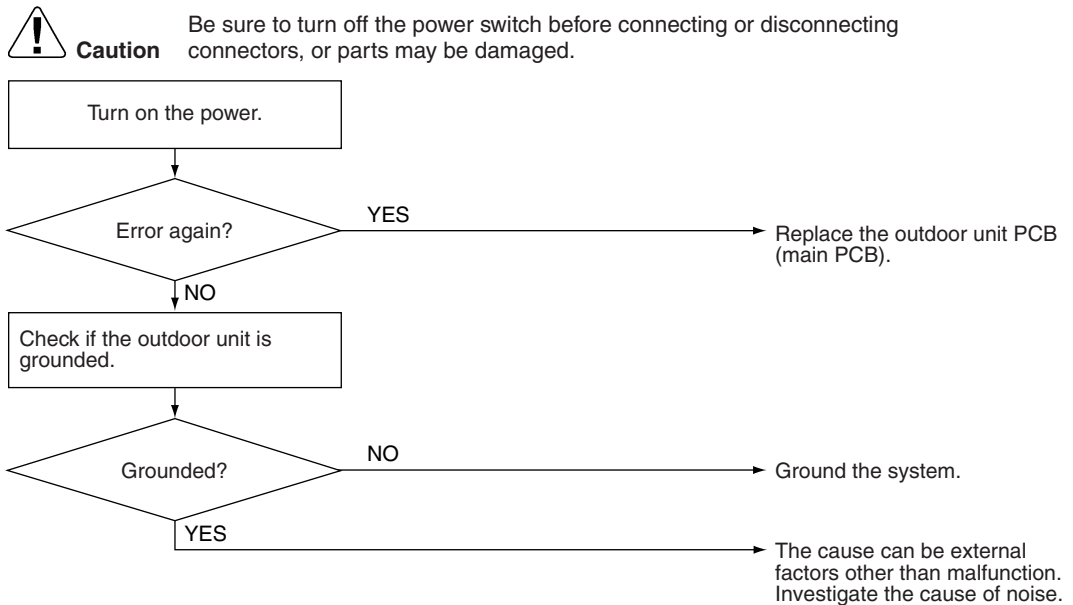 Be sure to turn off the power switch before connecting or disconnecting
Caution connectors, or parts may be damaged.
Turn on the power.
Error again?
YES
Replace the outdoor unit PCB
(main PCB).
NO
Check if the outdoor unit is
grounded.
Grounded?
NO
Ground the system.
YES
The cause can be external
factors other than malfunction.
Investigate the cause of noise.